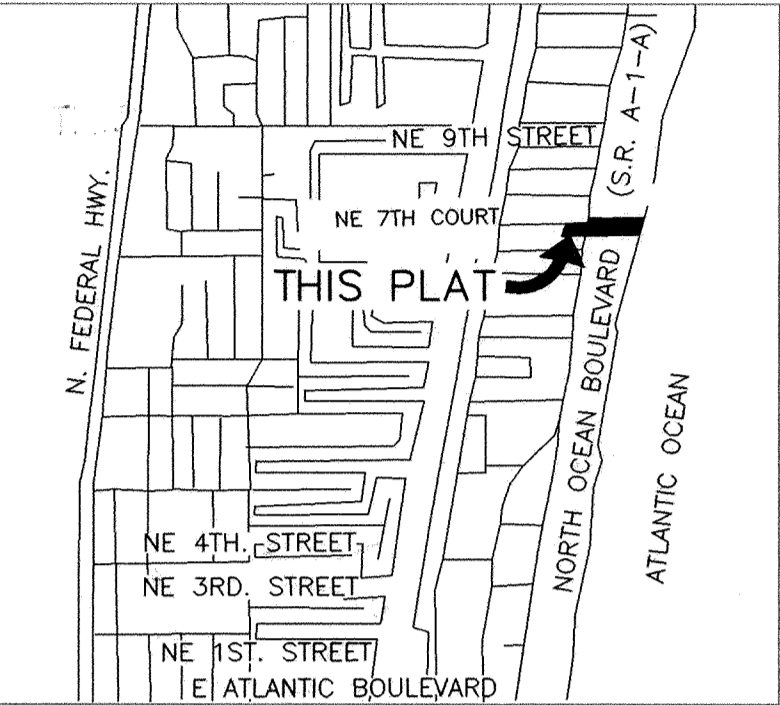 (S.R. A-1-A)
NE 9TH STREET
N. FEDERAL HWY.
NE 7TH COURT
THIS PLAT
NORTH OCEAN BOULEVARD
ATLANTIC OCEAN
NE 4TH. STREET
NE 3RD. STREET
NE 1ST. STREET
E ATLANTIC BOULEVARD